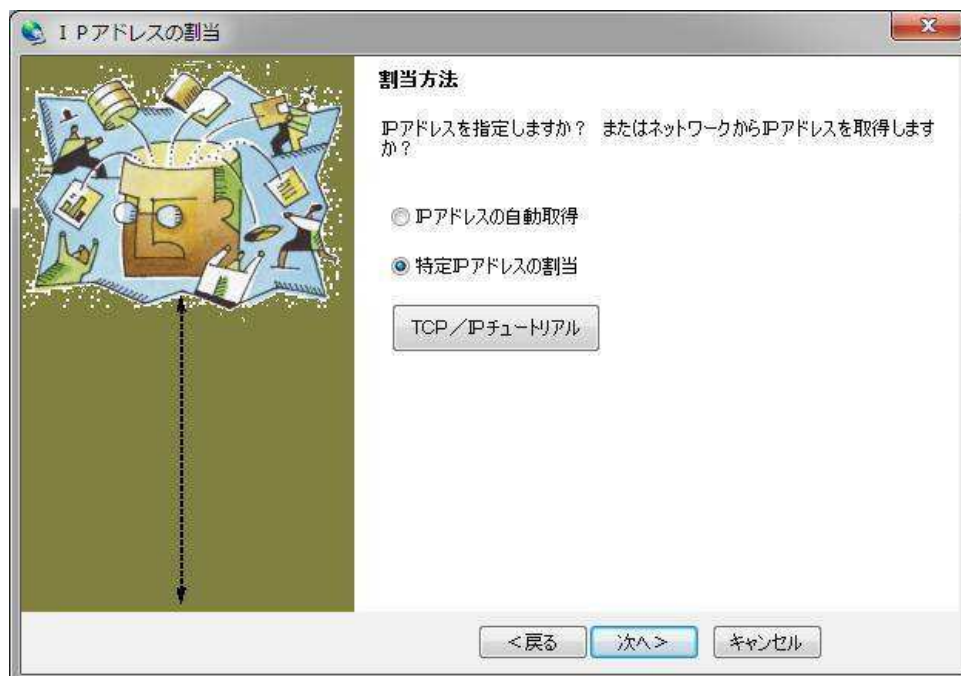 ＩＰアドレスの割当
割当方法
IPアドレスを指定しますか？　またはネットワークからIPアドレスを取得します
か？
IPアドレスの自動取得
特定IPアドレスの割当
TCP／IPチュートリアル
＜戻る
次へ＞
キャンセル